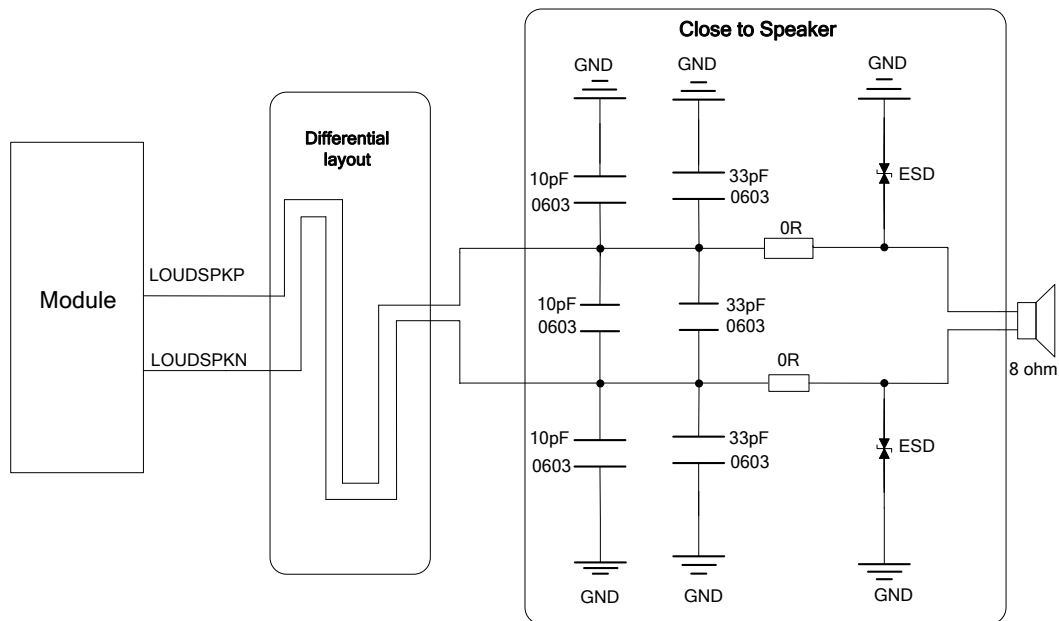 Close to Speaker
GND
GND
GND
Differential
layout
10pF
0603
33pF
0603
ESD
0R
LOUDSPKP
Module
10pF
0603
33pF
0603
LOUDSPKN
0R
8 ohm
10pF
0603
33pF
0603
ESD
GND
GND
GND